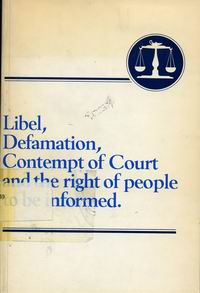 Libel,
Defamation,
Contempt of Court
and the right of people
to be informed.